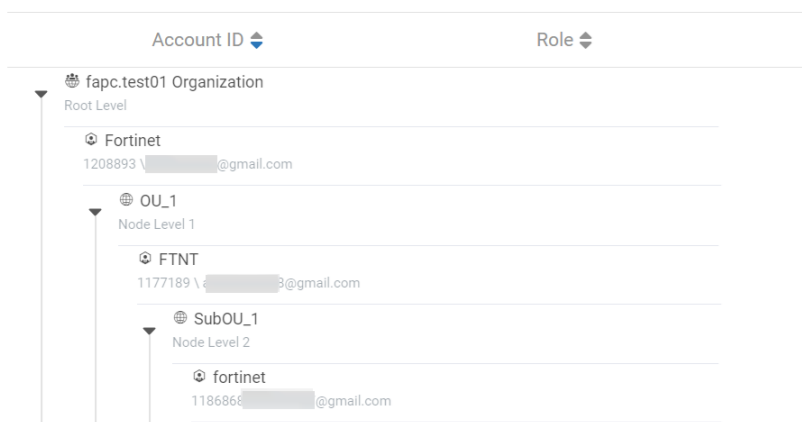 Account ID Role
fapc.test01 Organization
Root Level
Fortinet
1208893 \ @gmail.com
OU_1
Node Level 1
FTNT
1177189 \ @gmail.com
SubOU_1
Node Level 2
fortinet
1186868 @gmail.com